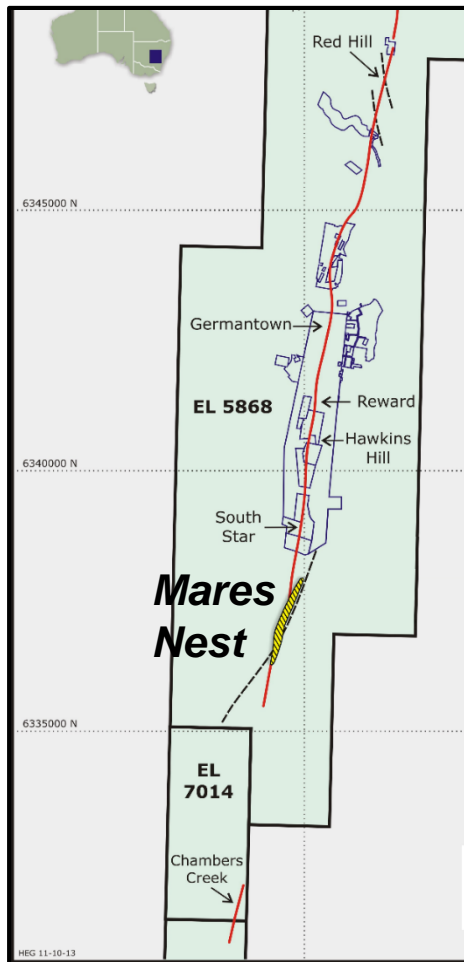 Red Hill
6345000 N
Germantown
EL 5868
Reward
Hawkins
Hill
6340000 N
South
Star
Mares
Nest
6335000 N
EL
7014
Chambers
Creek
HEG 11-10-13